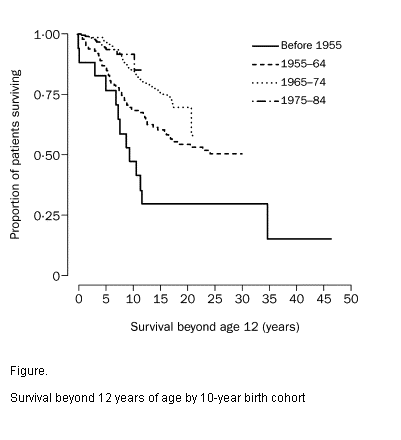 1·00
0·75
0·50
0·25
0
Proportion of patients surviving
Before 1955
1955–64
1965–74
1975–84
0 5 10 15 20 25 30 35 40 45 50
Survival beyond age 12 (years)
Figure.
Survival beyond 12 years of age by 10-year birth cohort